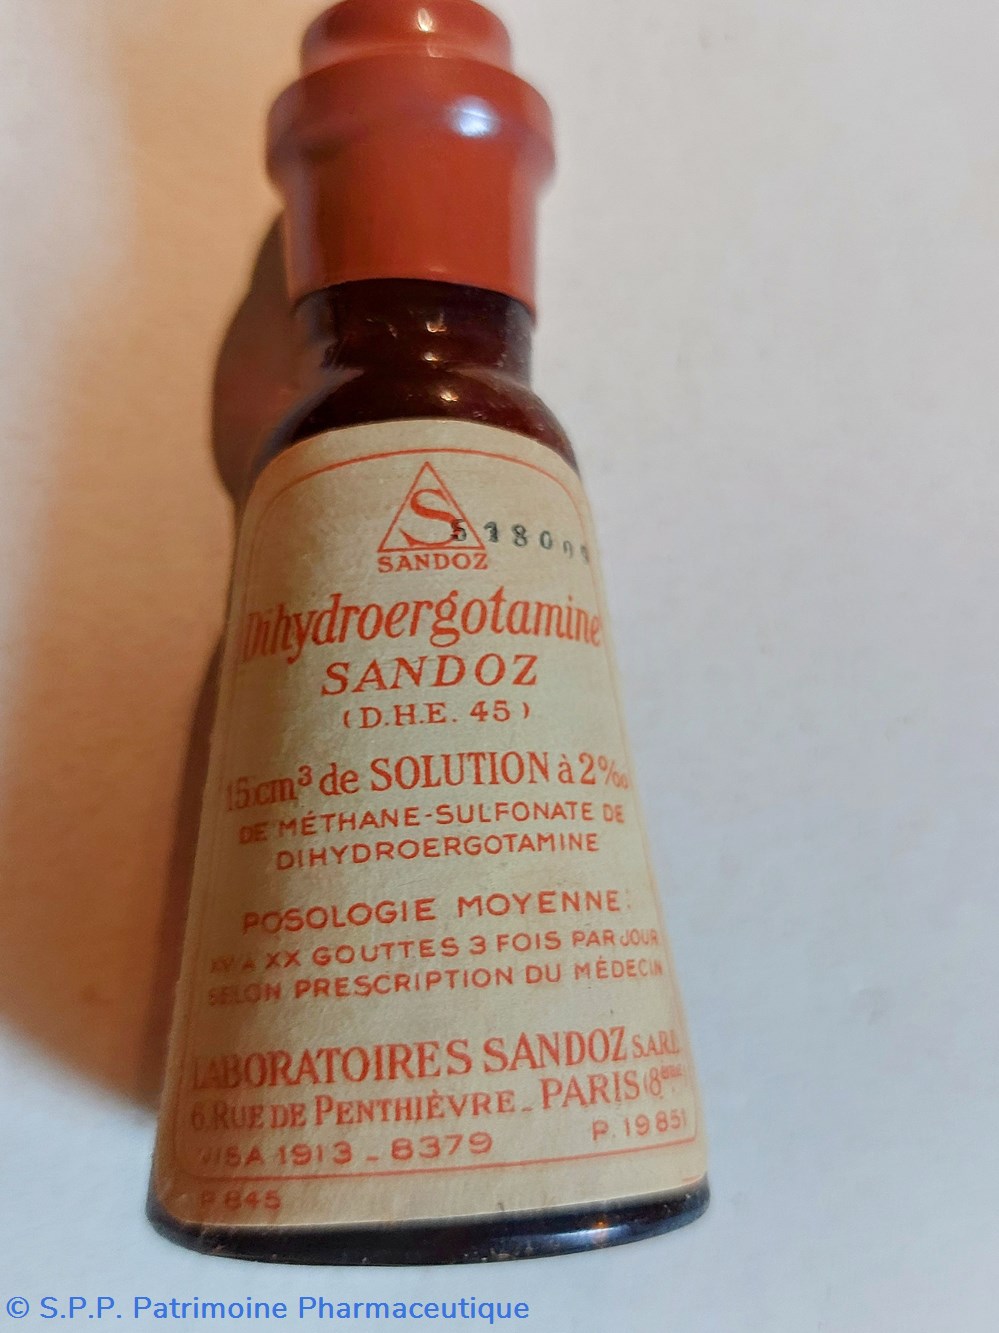 S
SANDOZ
Dihydroergotamine
SANDOZ
(D.H.E. 45)
15 cm³ de SOLUTION à 2‰
DE MÉTHANE-SULFONATE DE
DIHYDROERGOTAMINE
POSOLOGIE MOYENNE:
XV à XX GOUTTES 3 FOIS PAR JOUR
SELON PRESCRIPTION DU MÉDECIN
LABORATOIRES SANDOZ S.A.R.L.
6, RUE DE PENTHIÈVRE - PARIS (8ème)
VISA 1913 - 8379 P. 19851
P 845
© S.P.P. Patrimoine Pharmaceutique